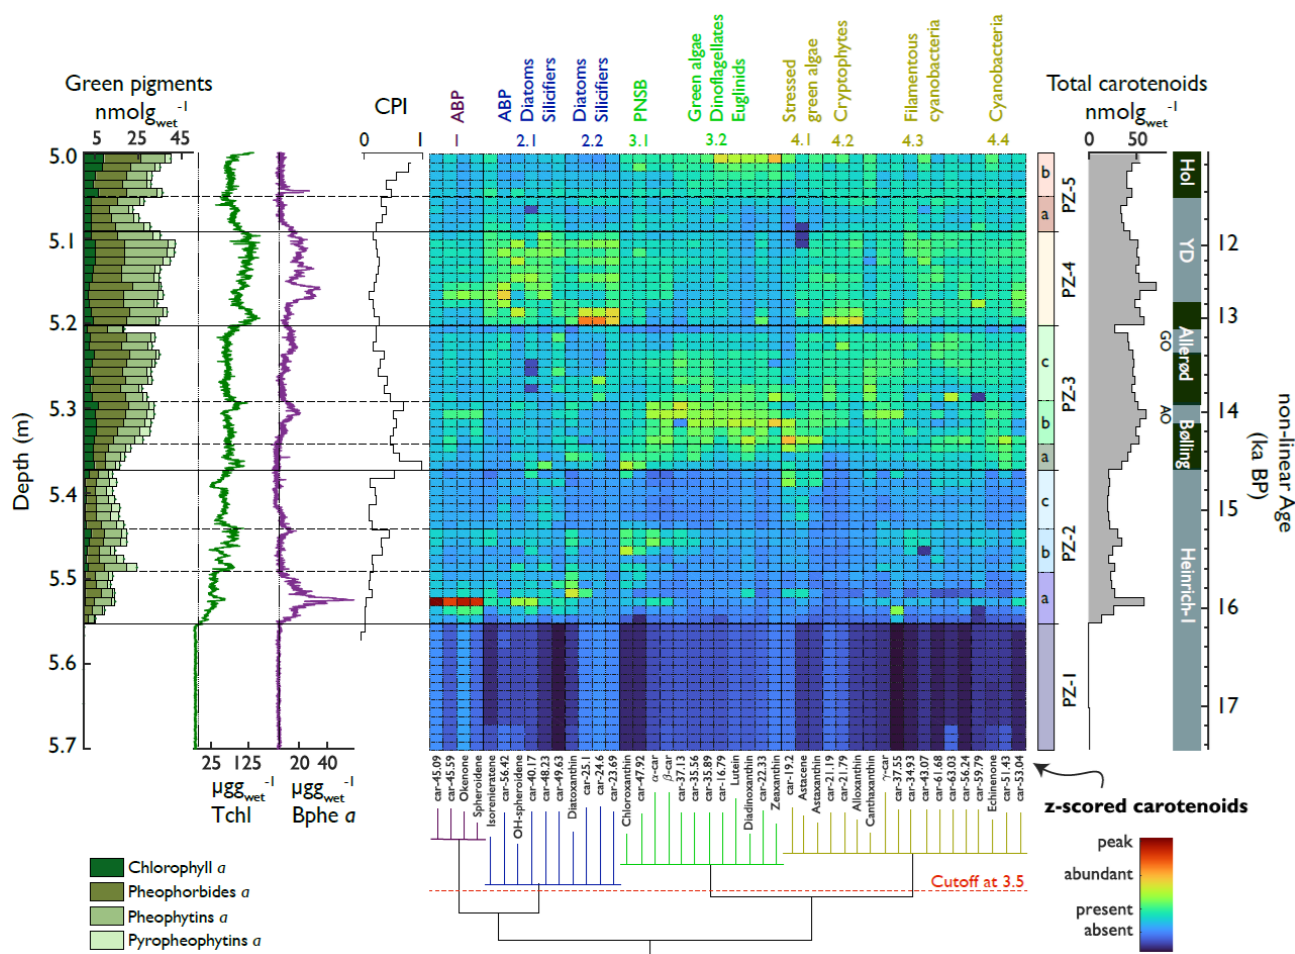 Green pigments
nmolg wet -1
5 25 45
CPI
0 1
ABP
1
ABP
Diatoms
Silicifiers
2.1
Diatoms
Silicifiers
2.2
PNSB
3.1
Green algae
Dinoflagellates
Euglinids
3.2
Stressed
green algae
4.1
Cryptophytes
4.2
Filamentous
cyanobacteria
4.3
Cyanobacteria
4.4
Total carotenoids
nmolg wet -1
0 50
Depth (m)
5.0
5.1
5.2
5.3
5.4
5.5
5.6
5.7
b
a
PZ-5
PZ-4
c
b
a
PZ-3
c
b
a
PZ-2
PZ-1
Hol
YD
Allerød
GO
AO
Bølling
Heinrich-I
12
13
14
15
16
17
non-linear Age
(ka BP)
25 125
µgg wet -1
Tchl
20 40
µgg wet -1
Bphe a
car-45.09
car-45.59
Okenone
Spheroidene
Isorenieratene
car-56.42
OH-spheroidene
car-40.17
car-48.23
car-49.63
Diatoxanthin
car-25.1
car-24.6
car-23.69
Chloroxanthin
car-47.92
α-car
β-car
car-37.13
car-35.56
car-35.89
car-16.79
Lutein
Diadinoxanthin
car-22.33
Zeaxanthin
car-19.2
Astacene
Astaxanthin
car-21.19
car-21.79
Alloxanthin
Canthaxanthin
γ-car
car-37.55
car-34.93
car-43.07
car-61.68
car-63.03
car-56.24
car-59.79
Echinenone
car-51.43
car-53.04
z-scored carotenoids
peak
abundant
present
absent
Cutoff at 3.5
Chlorophyll a
Pheophorbides a
Pheophytins a
Pyropheophytins a